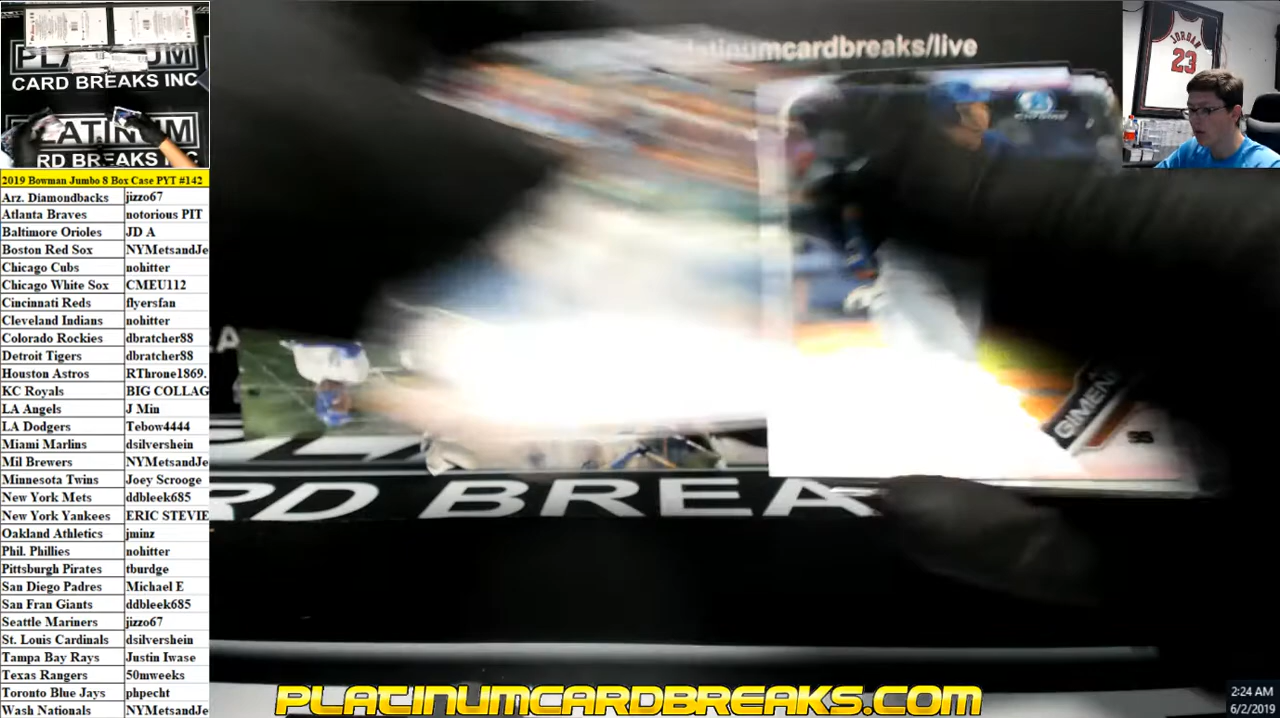 PLATINUM
CARD BREAKS INC
PLATINUM
RD BREAKS INC
latinumcardbreaks/live
JORDAN
23
2019 Bowman Jumbo 8 Box Case PYT #142
Arz. Diamondbacks jizzo67
Atlanta Braves notorious PIT
Baltimore Orioles JD A
Boston Red Sox NYMetsandJe
Chicago Cubs nohitter
Chicago White Sox CMEU112
Cincinnati Reds flyersfan
Cleveland Indians nohitter
Colorado Rockies dbratcher88
Detroit Tigers dbratcher88
Houston Astros RThrone1869.
KC Royals BIG COLLAG
LA Angels J Min
LA Dodgers Tebow4444
Miami Marlins dsilvershein
Mil Brewers NYMetsandJe
Minnesota Twins Joey Scrooge
New York Mets ddbleek685
New York Yankees ERIC STEVIE
Oakland Athletics jminz
Phil. Phillies nohitter
Pittsburgh Pirates tburdge
San Diego Padres Michael E
San Fran Giants ddbleek685
Seattle Mariners jizzo67
St. Louis Cardinals dsilvershein
Tampa Bay Rays Justin Iwase
Texas Rangers 50mweeks
Toronto Blue Jays phpecht
Wash Nationals NYMetsandJe
CHROME
GIMEN
RD BREA
PLATINUMCARDBREAKS.COM
2:24 AM
6/2/2019